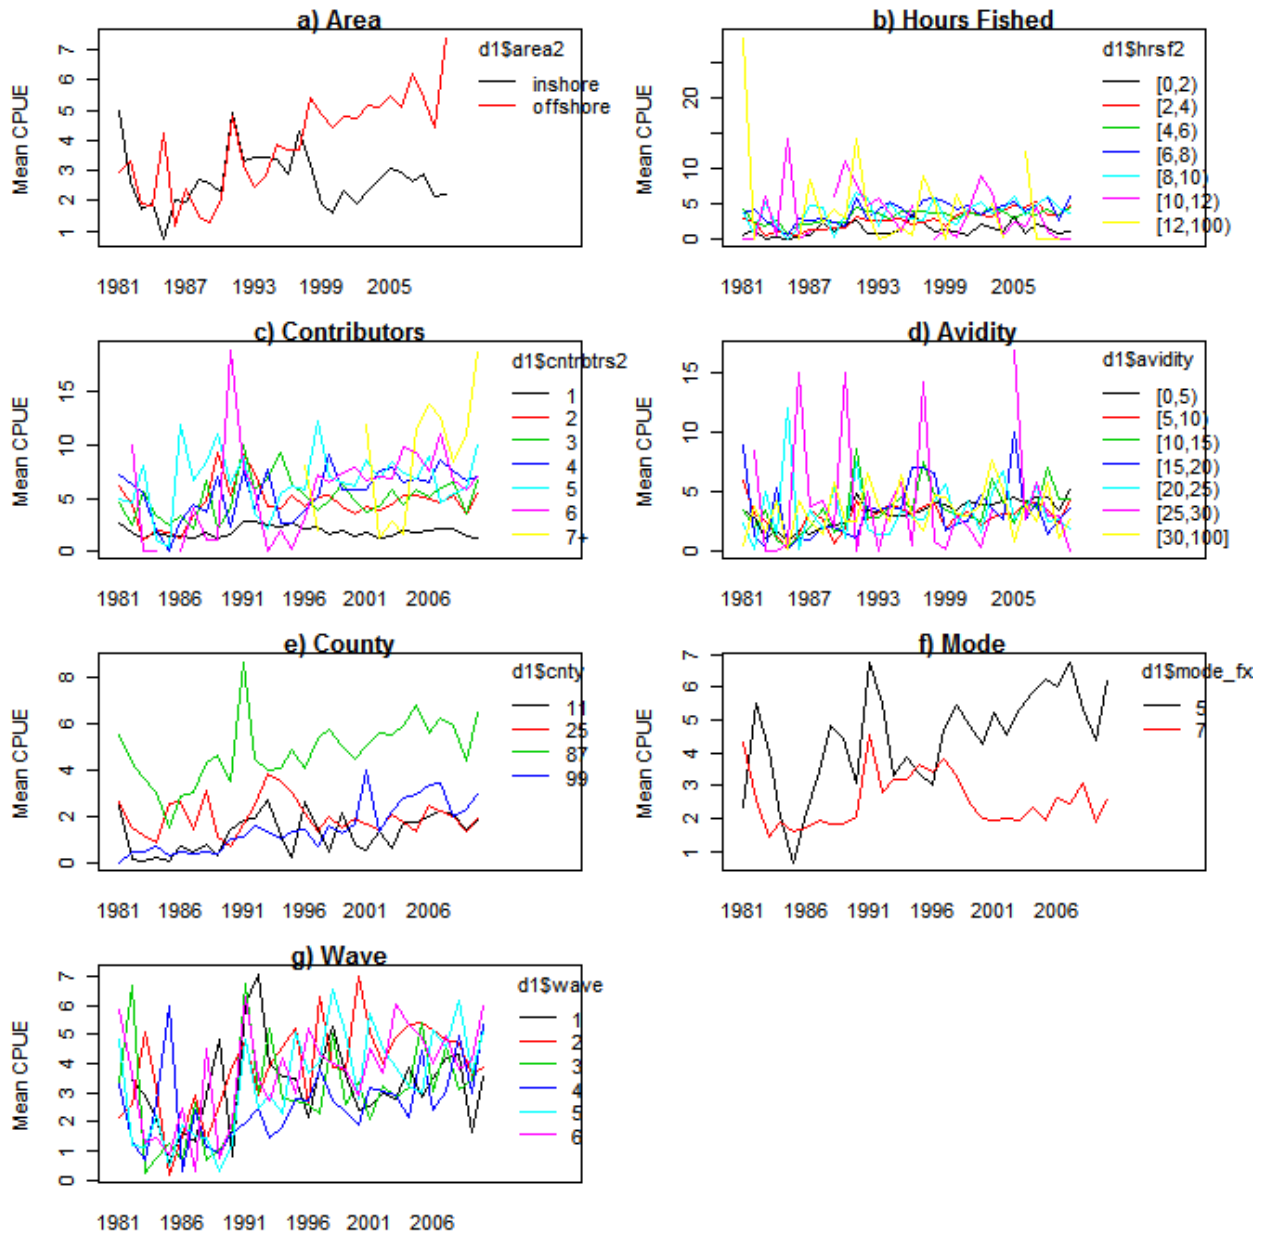 a) Area
d1$area2
inshore
offshore
Mean CPUE
7
6
5
4
3
2
1
1981 1987 1993 1999 2005
b) Hours Fished
d1$hrsf2
[0,2)
[2,4)
[4,6)
[6,8)
[8,10)
[10,12)
[12,100)
Mean CPUE
20
10
5
0
1981 1987 1993 1999 2005
c) Contributors
d1$cntrbtrs2
1
2
3
4
5
6
7+
Mean CPUE
15
10
5
0
1981 1986 1991 1996 2001 2006
d) Avidity
d1$avidity
[0,5)
[5,10)
[10,15)
[15,20)
[20,25)
[25,30)
[30,100]
Mean CPUE
15
10
5
0
1981 1987 1993 1999 2005
e) County
d1$cnty
11
25
87
99
Mean CPUE
8
6
4
2
0
1981 1986 1991 1996 2001 2006
f) Mode
d1$mode_fx
5
7
Mean CPUE
7
6
5
4
3
2
1
1981 1986 1991 1996 2001 2006
g) Wave
d1$wave
1
2
3
4
5
6
Mean CPUE
7
6
5
4
3
2
1
0
1981 1986 1991 1996 2001 2006